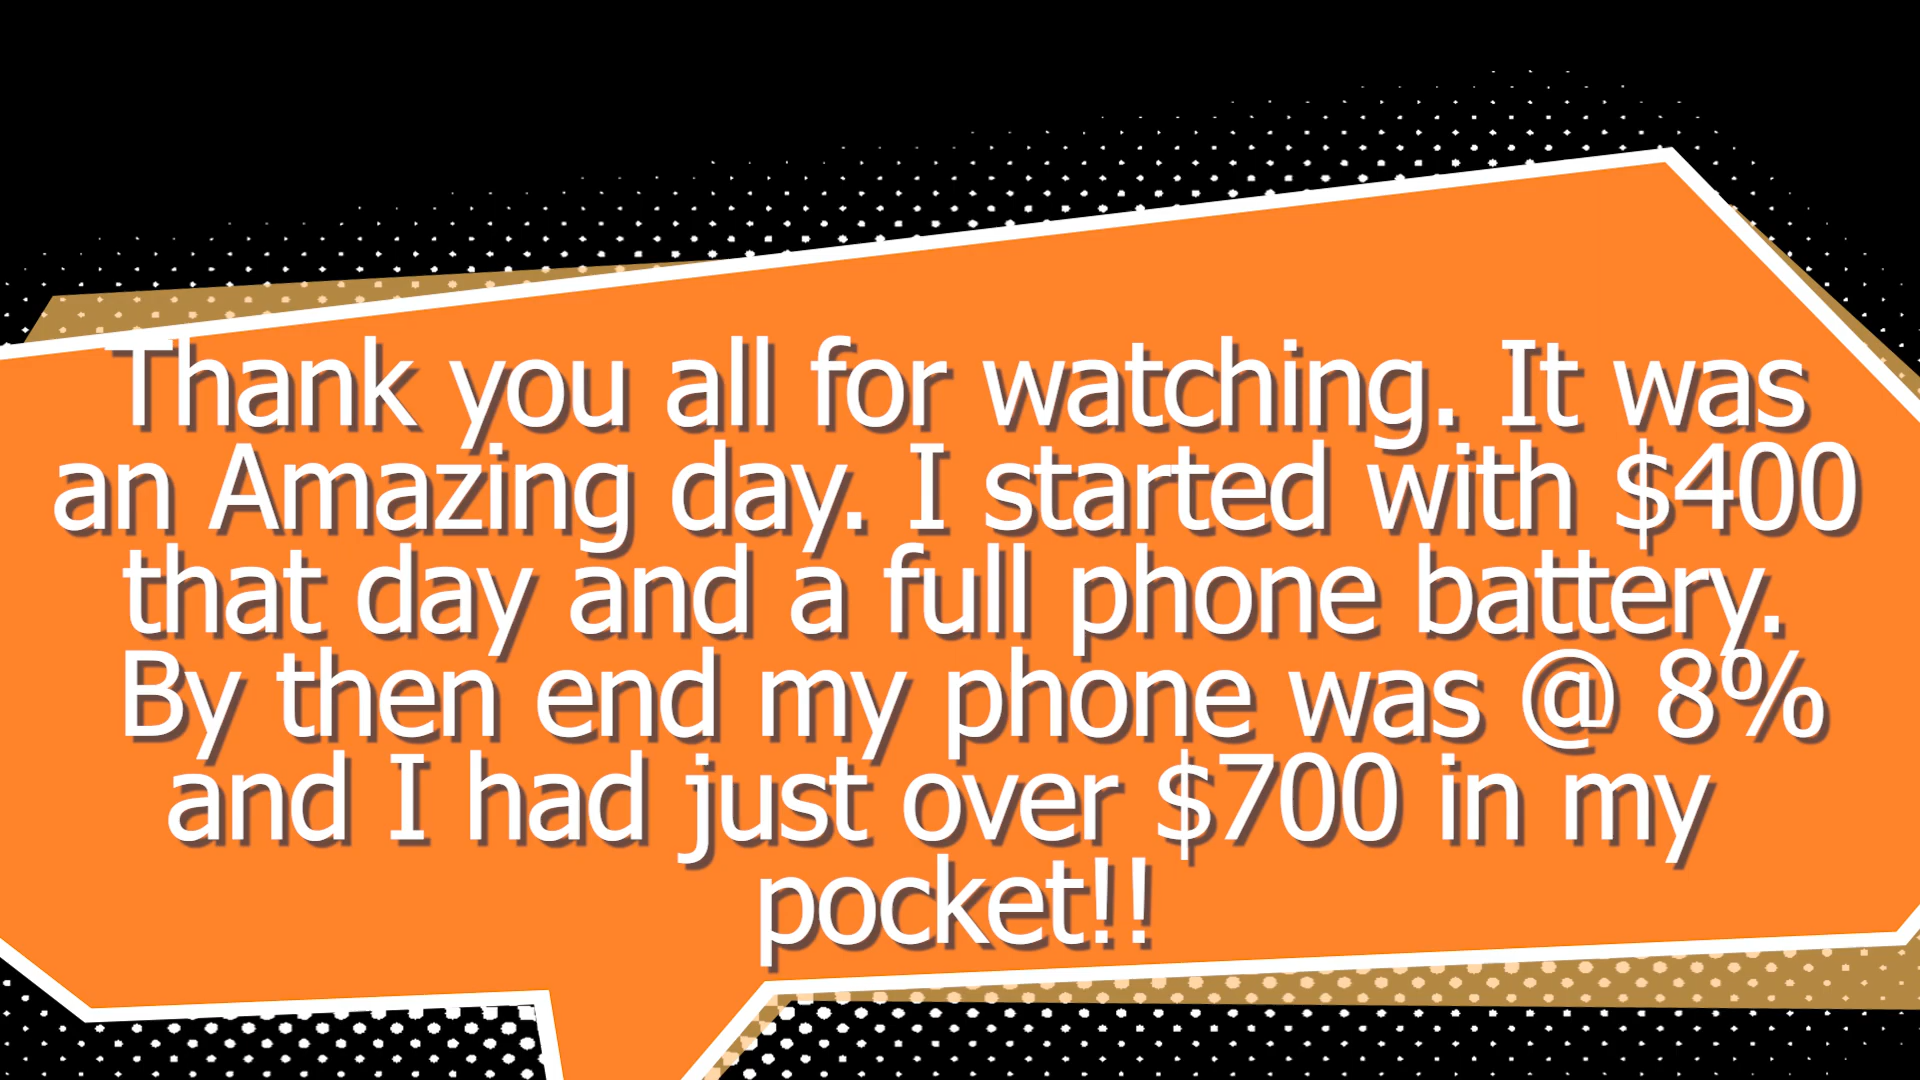 Thank you all for watching. It was
an Amazing day. I started with $400
that day and a full phone battery.
By then end my phone was @ 8%
and I had just over $700 in my
pocket!!